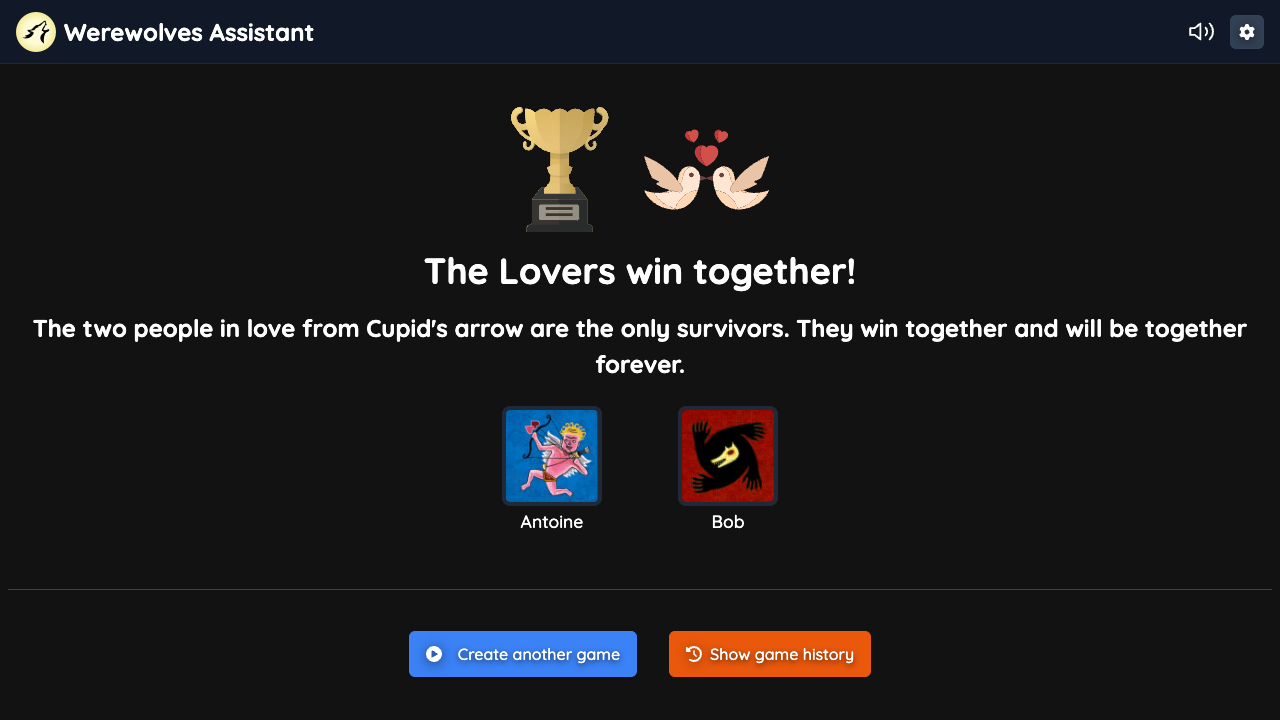 Werewolves Assistant
The Lovers win together!
The two people in love from Cupid's arrow are the only survivors. They win together and will be together
forever.
Antoine
Bob
Create another game
Show game history